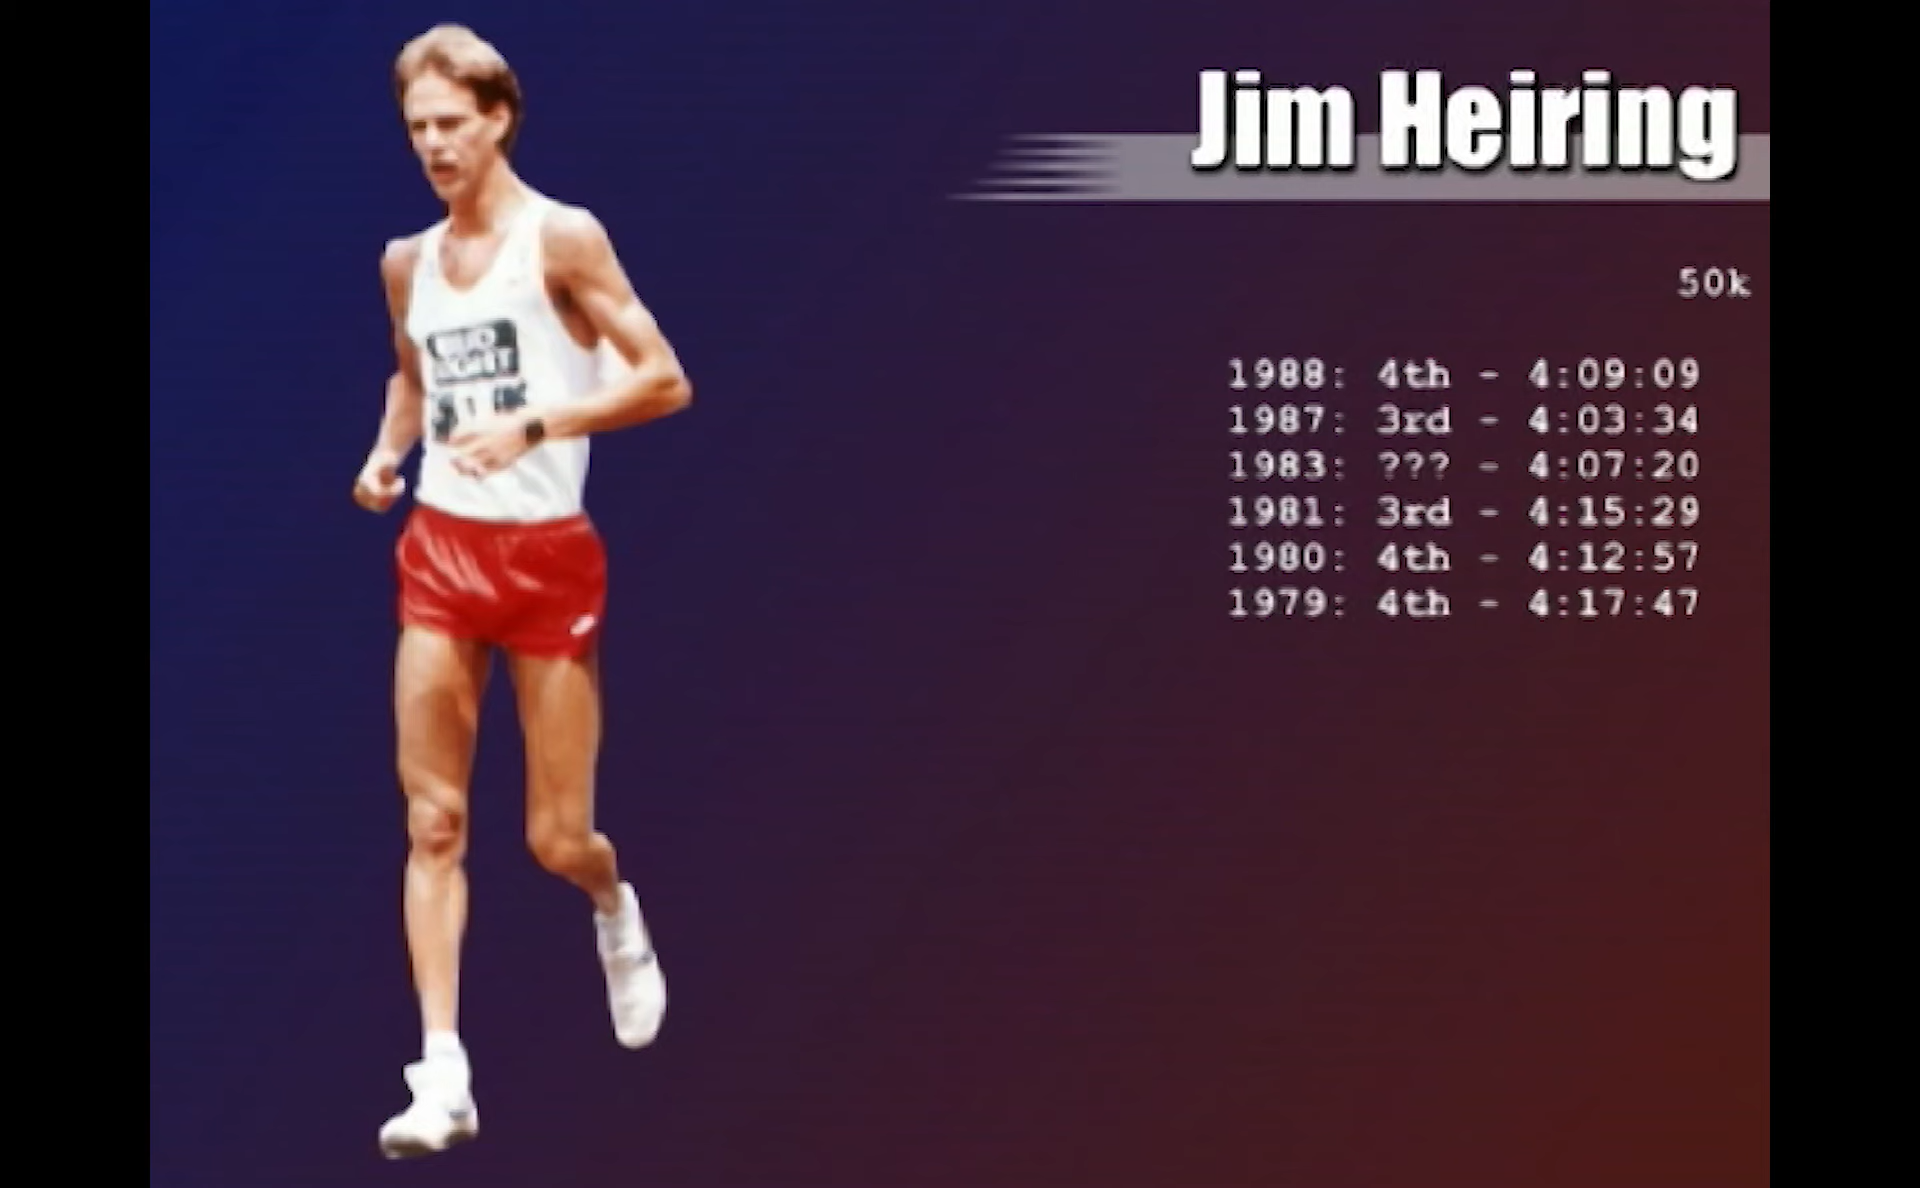 Jim Heiring
50k
1988: 4th - 4:09:09
1987: 3rd - 4:03:34
1983: ??? - 4:07:20
1981: 3rd - 4:15:29
1980: 4th - 4:12:57
1979: 4th - 4:17:47